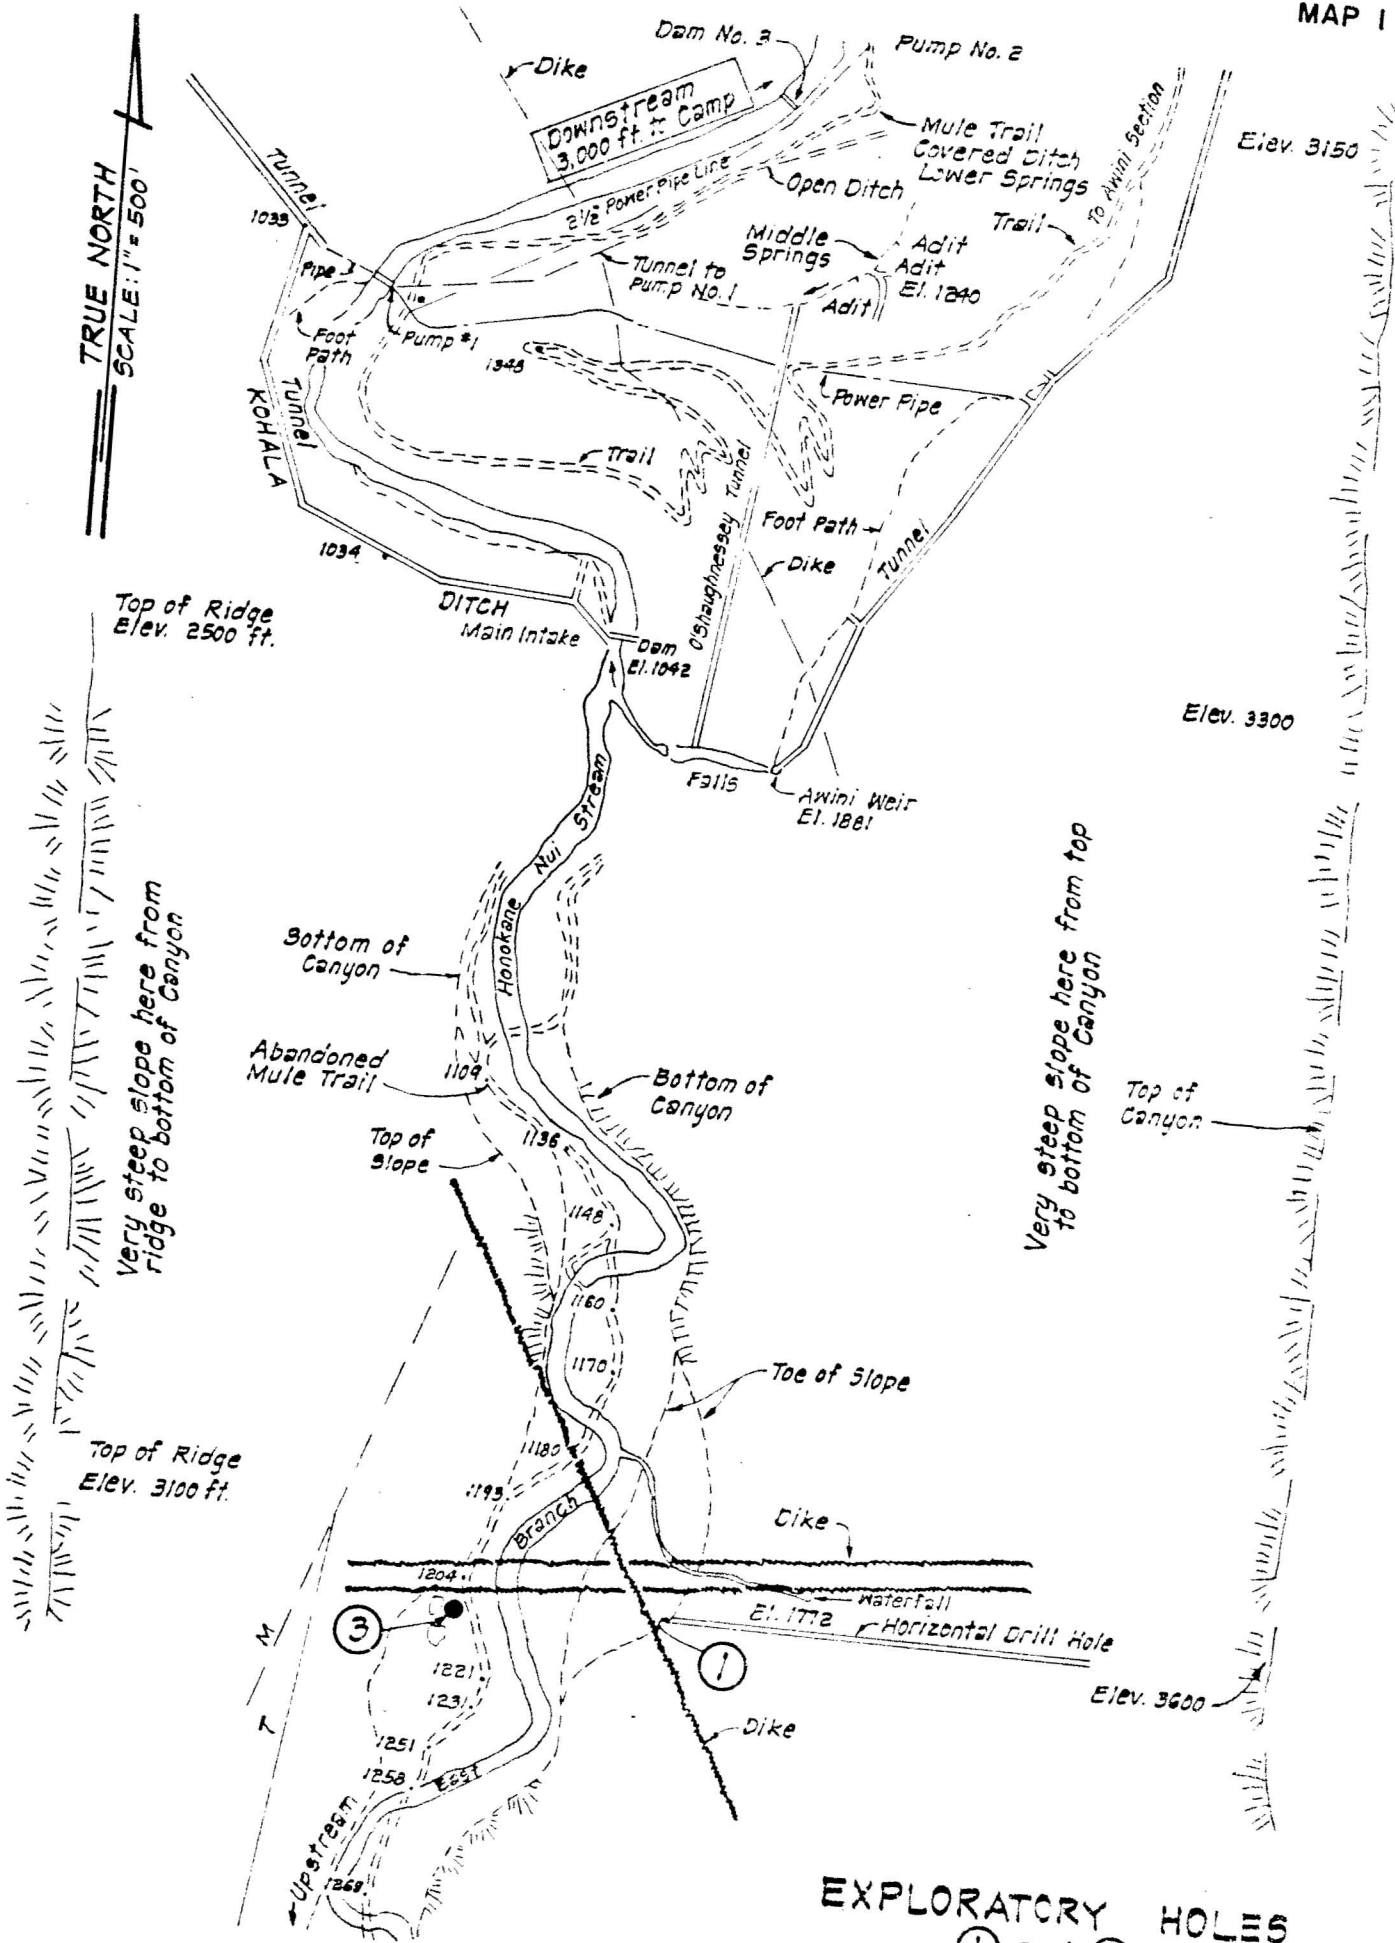 MAP 1
Dam No. 3
Pump No. 2
Dike
Downstream
3,000 ft. to Camp
TRUE NORTH
SCALE: 1" = 500'
Tunnel
1033
Pipe
2½ Power Pipe Line
Mule Trail
Covered Ditch
Lower Springs
Open Ditch
To Awini Section
Elev. 3150
Trail
Middle
Springs
Adit
Adit
El. 1240
Adit
Tunnel to
Pump No. 1
Foot
Path
Pump #1
1348
Power Pipe
Tunnel
KOHALA
Trail
O'Shaughnessey Tunnel
Foot Path
Tunnel
Dike
1034
DITCH
Main Intake
Dam
El. 1042
Top of Ridge
Elev. 2500 ft.
Elev. 3300
Falls
Awini Weir
El. 1881
Honokane Nui Stream
Very steep slope here from
ridge to bottom of Canyon
Bottom of
Canyon
Very steep slope here from top
to bottom of Canyon
Abandoned
Mule Trail
1109
Bottom of
Canyon
Top of
Canyon
Top of
Slope
1136
1148
1160
1170
Toe of Slope
1180
1193
Top of Ridge
Elev. 3100 ft.
Branch
Dike
1204
Waterfall
El. 1772
Horizontal Drill Hole
3
1
M
T
1221
1231
Elev. 3600
Dike
1251
1258
East
Upstream
1269
EXPLORATORY HOLES